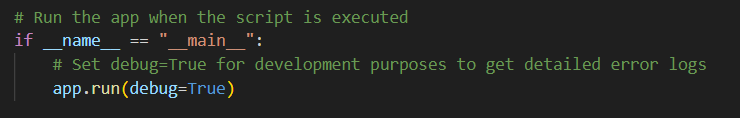 # Run the app when the script is executed
if __name__ == "__main__":
    # Set debug=True for development purposes to get detailed error logs
    app.run(debug=True)